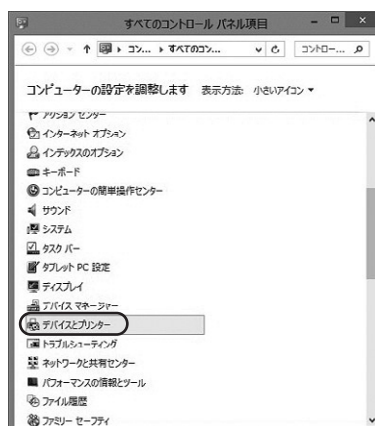 すべてのコントロール パネル項目
コン... すべてのコン... コントロー...
コンピューターの設定を調整します 表示方法: 小さいアイコン
アクション センター
インターネット オプション
インデックスのオプション
キーボード
コンピューターの簡単操作センター
サウンド
システム
タスク バー
タブレット PC 設定
ディスプレイ
デバイス マネージャー
デバイスとプリンター
トラブルシューティング
ネットワークと共有センター
パフォーマンスの情報とツール
ファイル履歴
ファミリー セーフティ